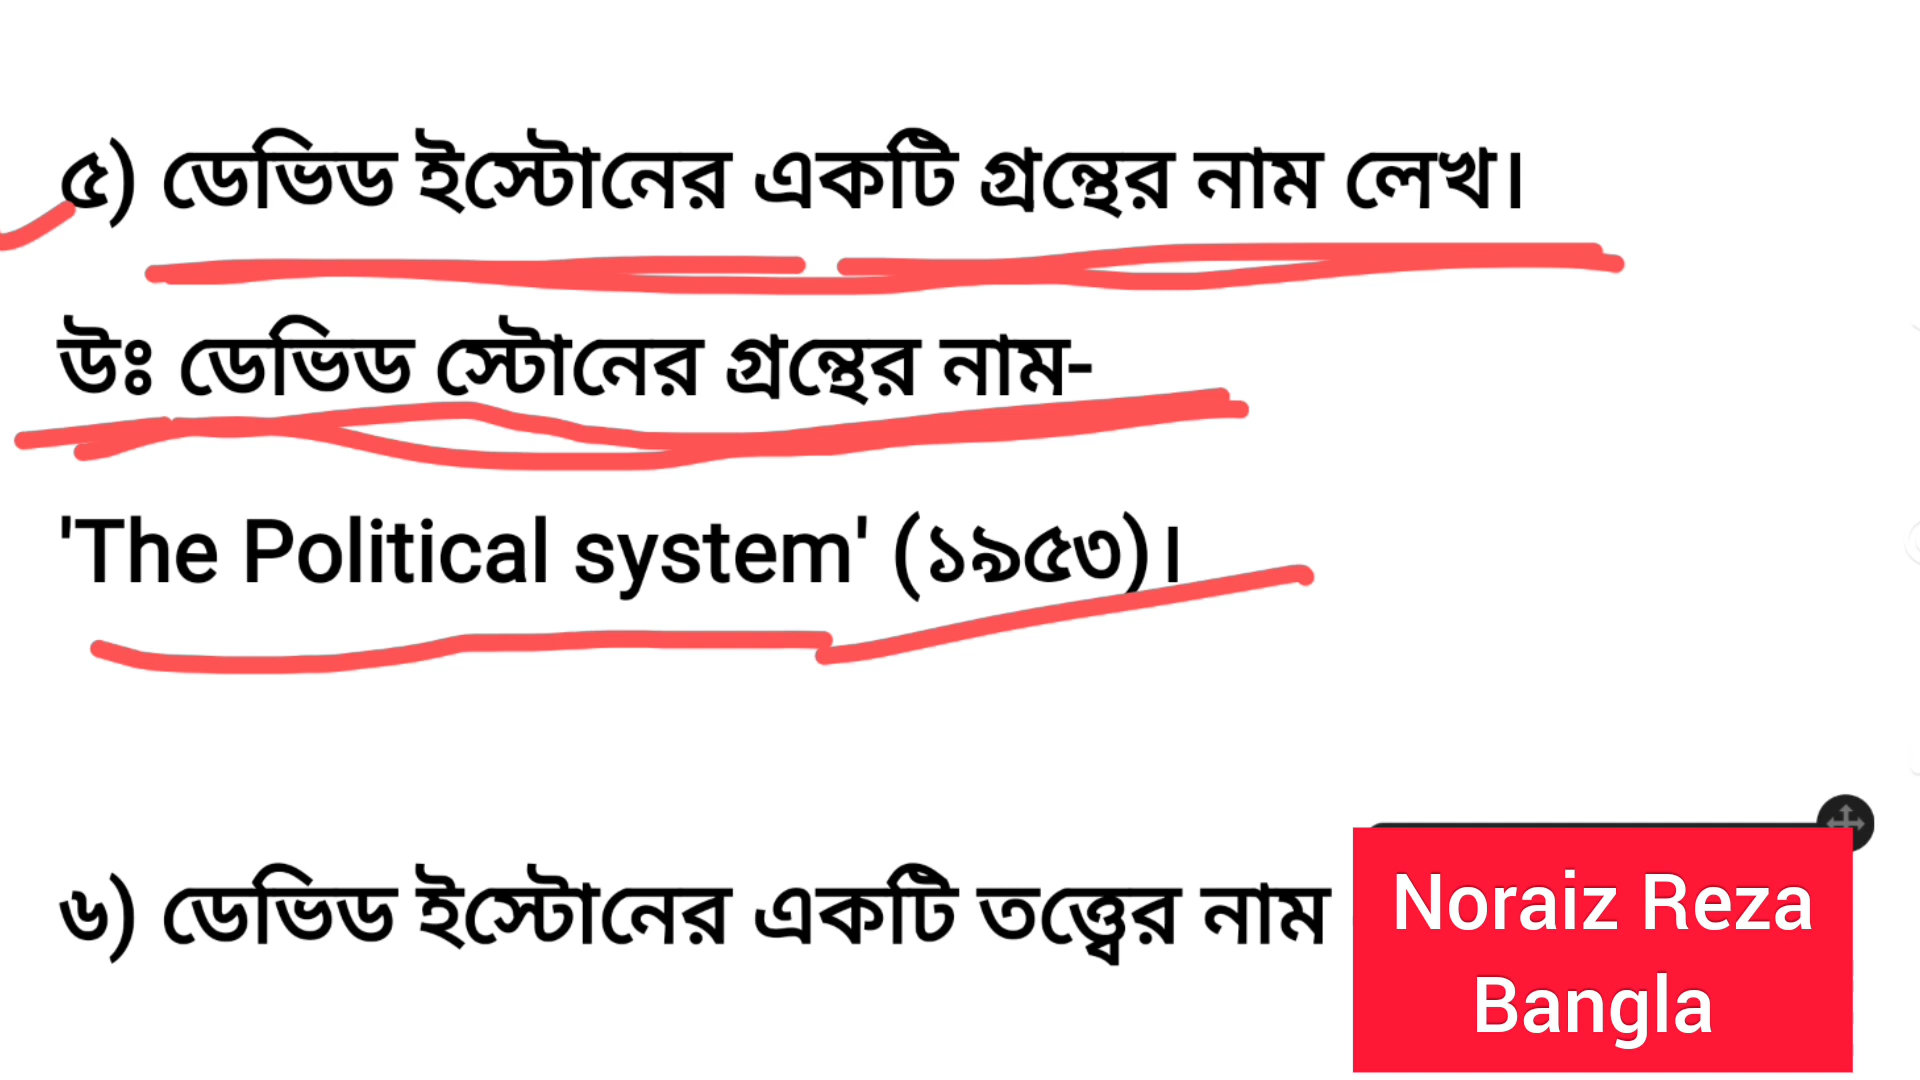 ৫) ডেভিড ইস্টোনের একটি গ্রন্থের নাম লেখ।
উঃ ডেভিড স্টোনের গ্রন্থের নাম-
'The Political system' (১৯৫৩)।
৬) ডেভিড ইস্টোনের একটি তত্ত্বের নাম
Noraiz Reza
Bangla